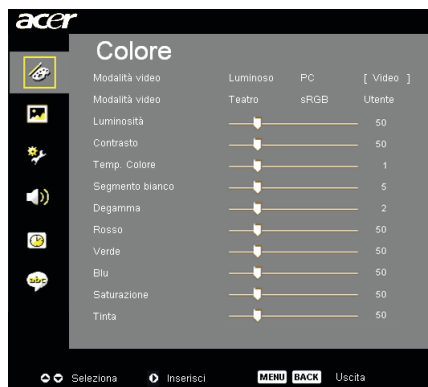 acer
Colore
Modalità video Luminoso PC [ Video ]
Modalità video Teatro sRGB Utente
Luminosità 50
Contrasto 50
Temp. Colore 1
Segmento bianco 5
Degamma 2
Rosso 50
Verde 50
Blu 50
Saturazione 50
Tinta 50
abc
Seleziona Inserisci MENU BACK Uscita